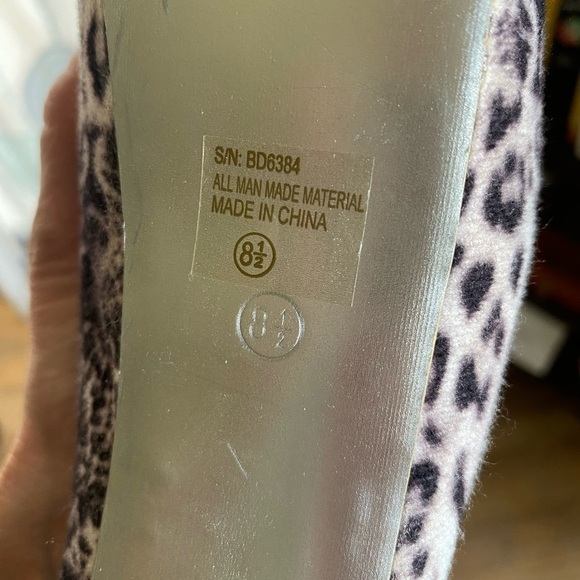 S/N: BD6384
ALL MAN MADE MATERIAL
MADE IN CHINA
8½
8½